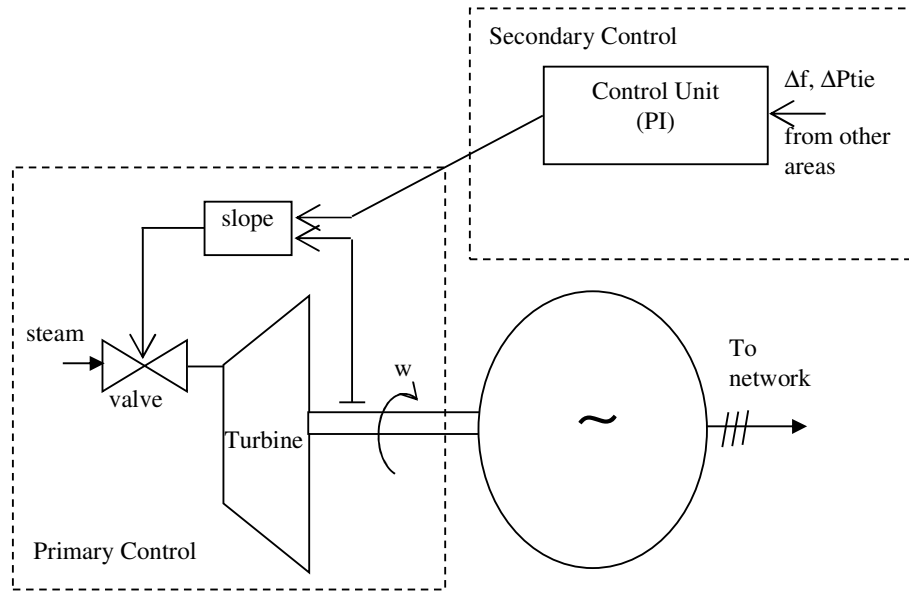 Secondary Control
Control Unit
(PI)
Δf, ΔPtie
from other
areas
slope
steam
valve
Turbine
w
To
network
~
Primary Control